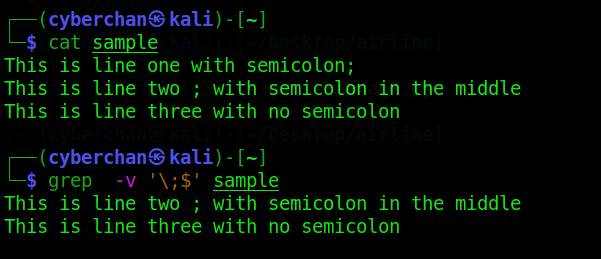 ┌──(cyberchan㉿kali)-[~]
└─$ cat sample
This is line one with semicolon;
This is line two ; with semicolon in the middle
This is line three with no semicolon
┌──(cyberchan㉿kali)-[~]
└─$ grep  -v '\;$' sample
This is line two ; with semicolon in the middle
This is line three with no semicolon